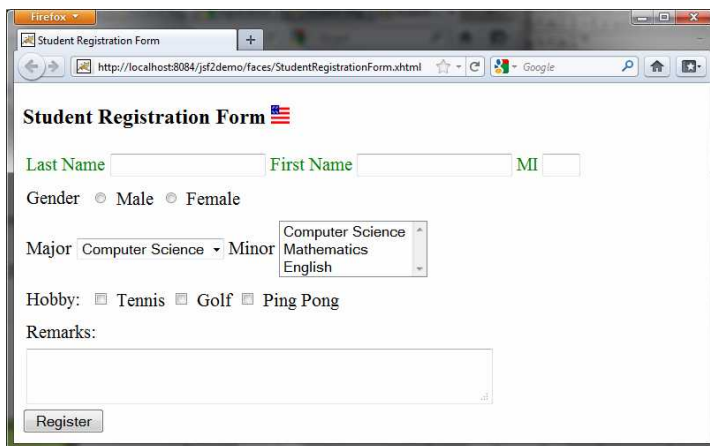 Firefox
Student Registration Form
+
http://localhost:8084/jsf2demo/faces/StudentRegistrationForm.xhtml
Google
Student Registration Form
Last Name First Name MI
Gender Male Female
Major Computer Science Minor Computer Science
Mathematics
English
Hobby: Tennis Golf Ping Pong
Remarks:
Register